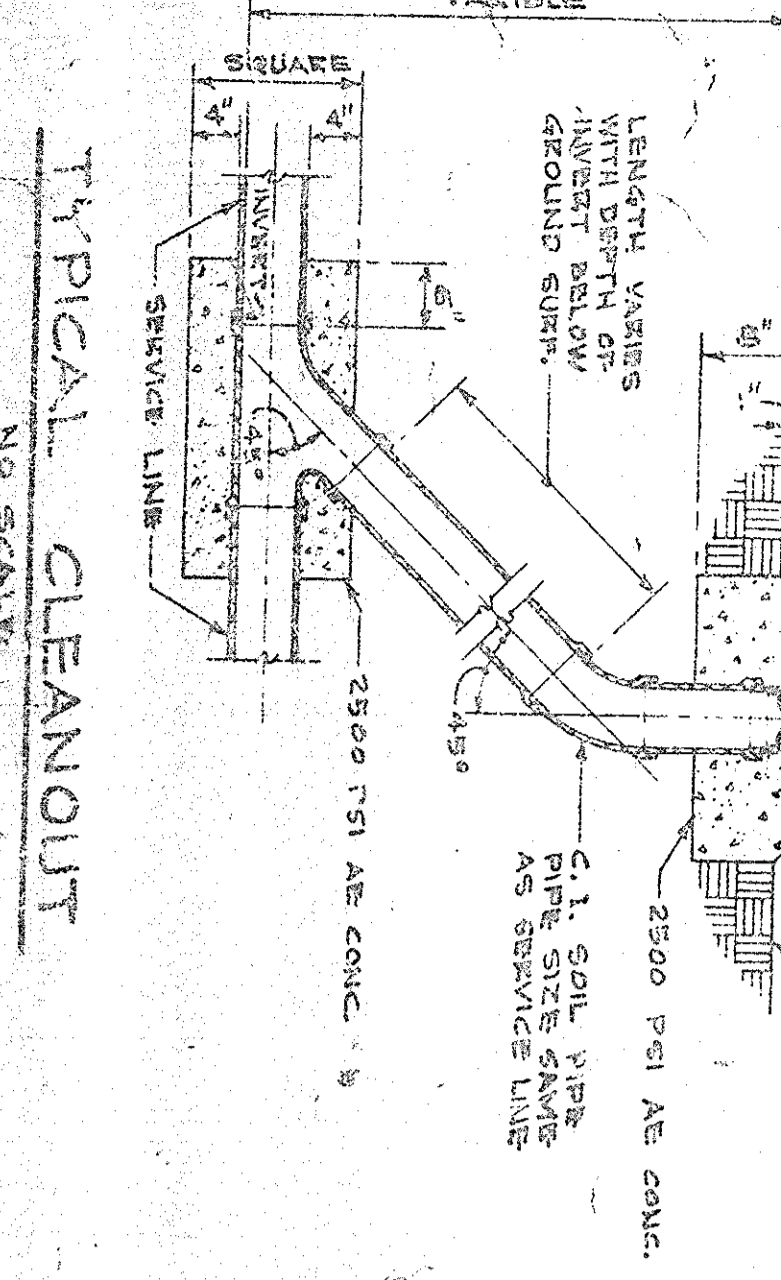 SQUARE
4"
4"
INVERT
6"
45°
SERVICE LINE
LENGTH VARIES
WITH DEPTH OF
INVERT BELOW
GROUND SURF.
8"
45°
2500 PSI AE CONC.
C.I. SOIL PIPE
PIPE SIZE SAME
AS SERVICE LINE
2500 PSI AE CONC.
TYPICAL CLEANOUT
NO SCALE